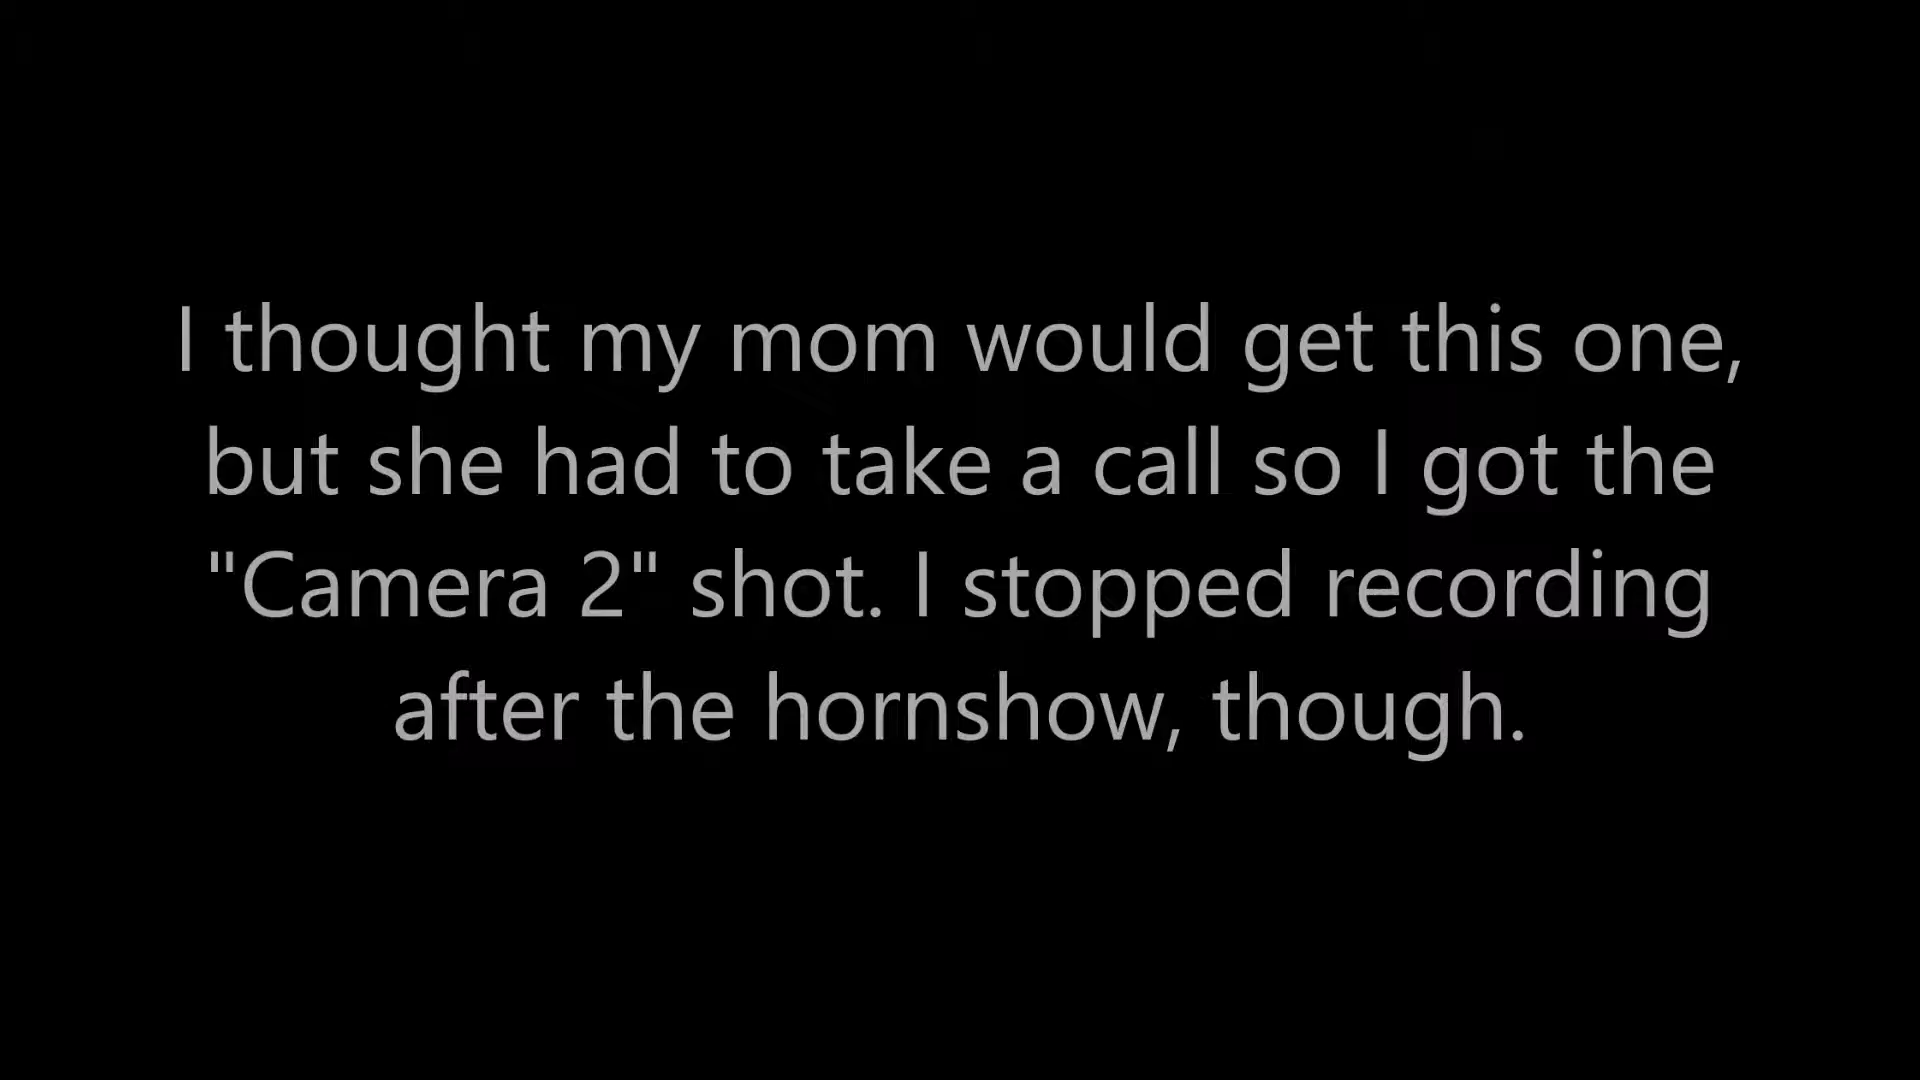 I thought my mom would get this one,
but she had to take a call so I got the
"Camera 2" shot. I stopped recording
after the hornshow, though.